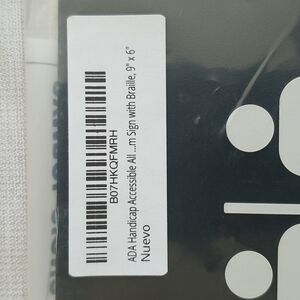 B07HKQFMRH
ADA Handicap Accessible All ...m Sign with Braille, 9" x 6"
Nuevo